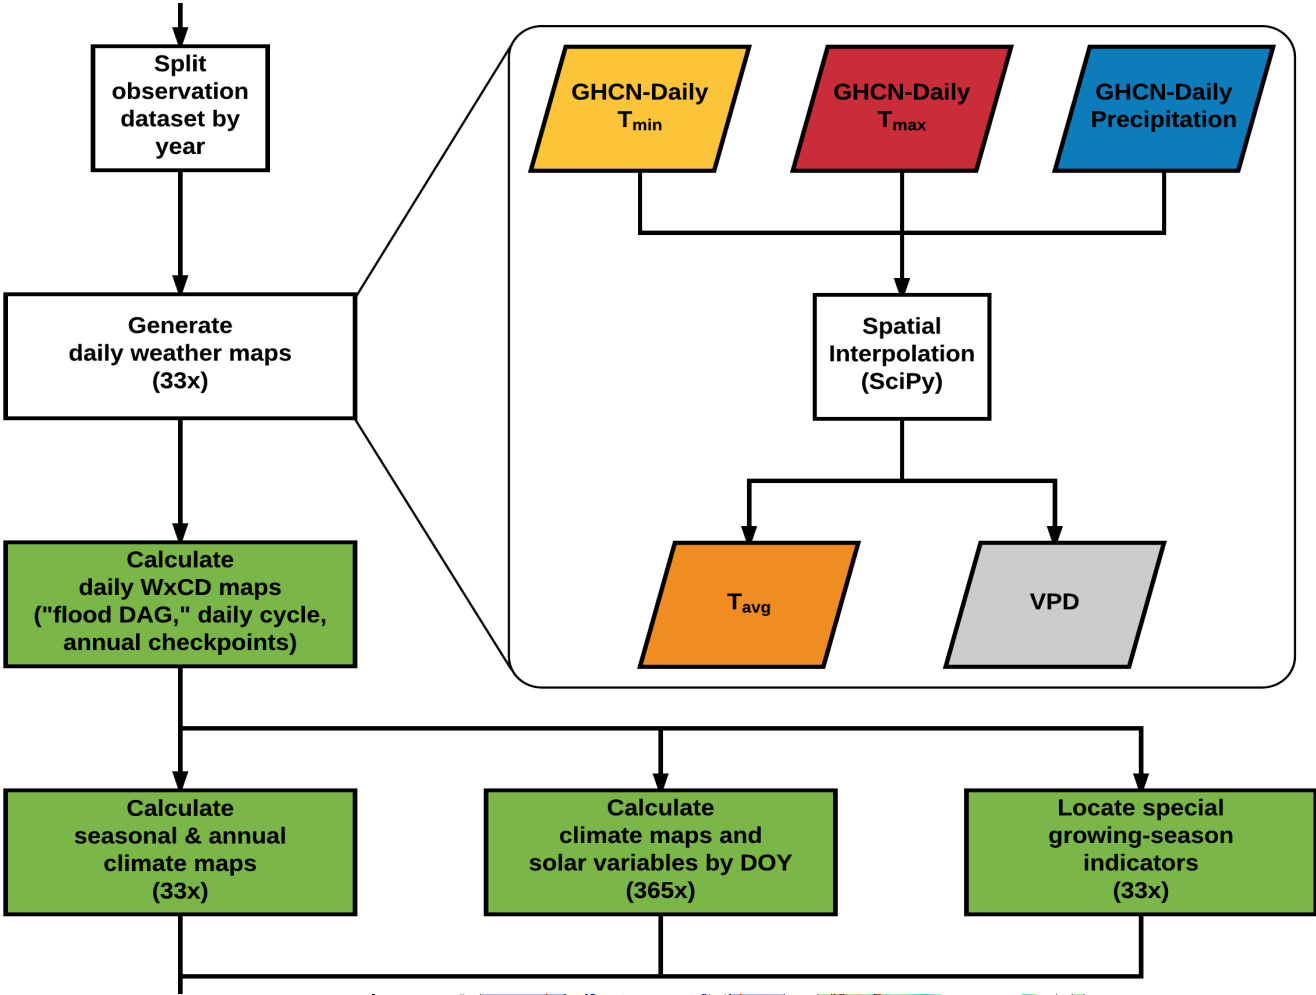 Split
observation
dataset by
year
GHCN-Daily
Tmin
GHCN-Daily
Tmax
GHCN-Daily
Precipitation
Generate
daily weather maps
(33x)
Spatial
Interpolation
(SciPy)
Calculate
daily WxCD maps
("flood DAG," daily cycle,
annual checkpoints)
Tavg
VPD
Calculate
seasonal & annual
climate maps
(33x)
Calculate
climate maps and
solar variables by DOY
(365x)
Locate special
growing-season
indicators
(33x)